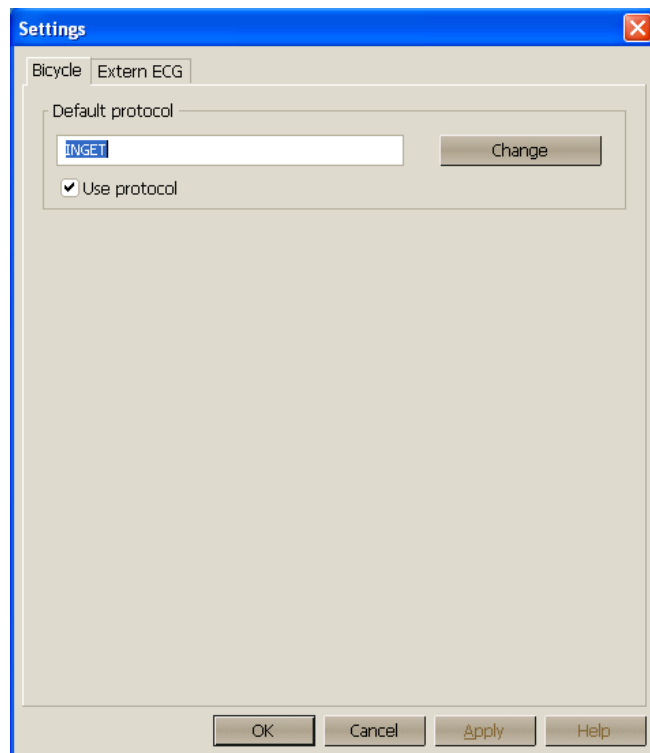 Settings
Bicycle Extern ECG
Default protocol
INGET Change
Use protocol
OK Cancel Apply Help